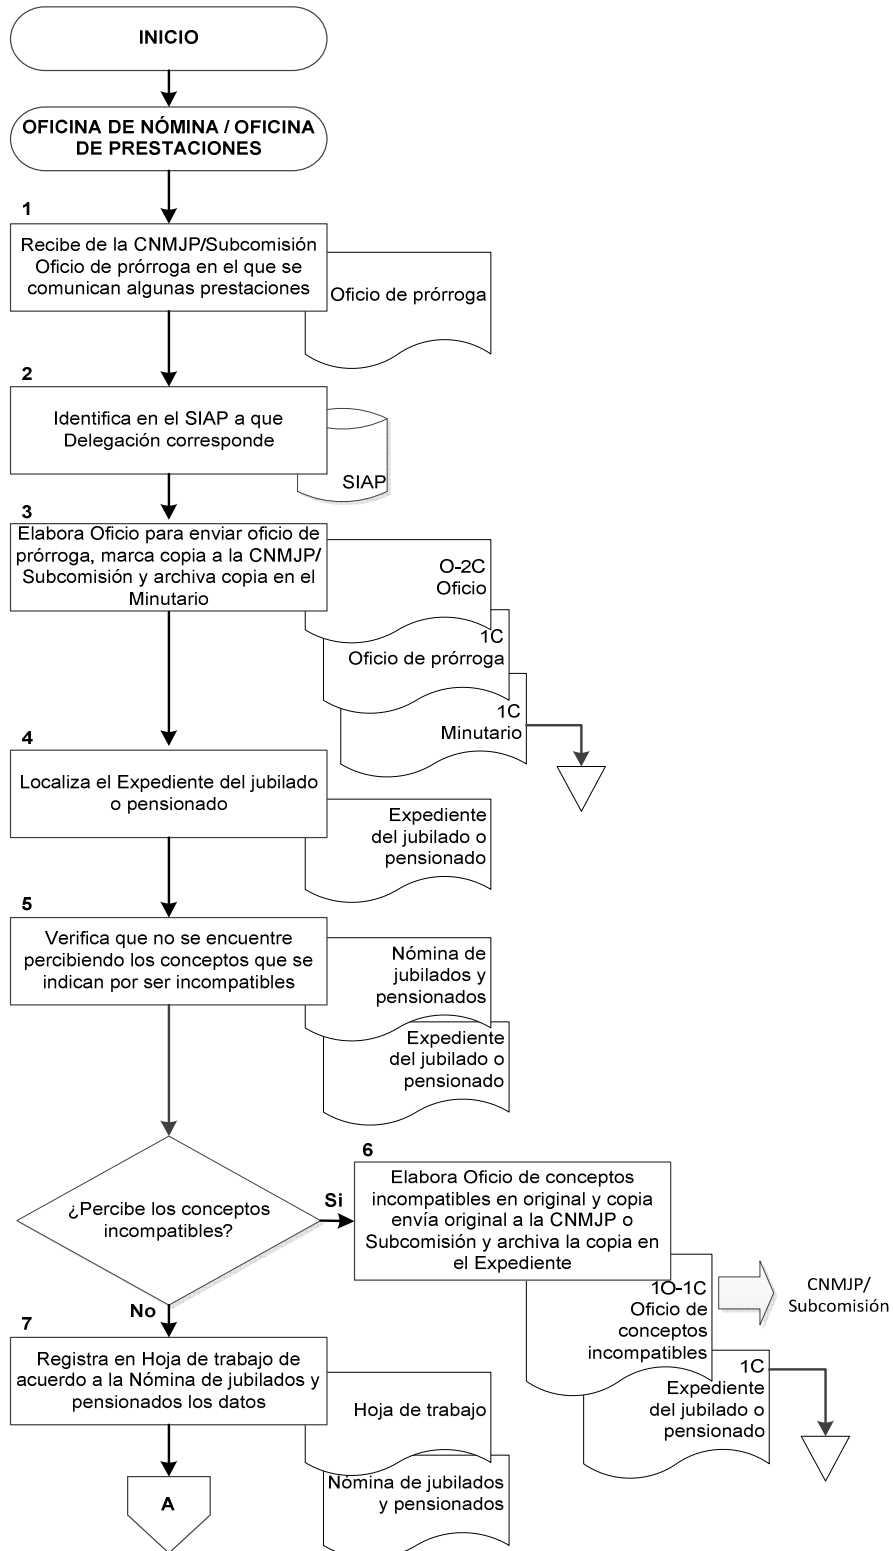 INICIO
OFICINA DE NÓMINA / OFICINA
DE PRESTACIONES
1
Recibe de la CNMJP/Subcomisión
Oficio de prórroga en el que se
comunican algunas prestaciones
Oficio de prórroga
2
Identifica en el SIAP a que
Delegación corresponde
SIAP
3
Elabora Oficio para enviar oficio de
prórroga, marca copia a la CNMJP/
Subcomisión y archiva copia en el
Minutario
O-2C
Oficio
1C
Oficio de prórroga
1C
Minutario
4
Localiza el Expediente del jubilado
o pensionado
Expediente
del jubilado o
pensionado
5
Verifica que no se encuentre
percibiendo los conceptos que se
indican por ser incompatibles
Nómina de
jubilados y
pensionados
Expediente
del jubilado o
pensionado
¿Percibe los conceptos
incompatibles?
Si
6
Elabora Oficio de conceptos
incompatibles en original y copia
envía original a la CNMJP o
Subcomisión y archiva la copia en
el Expediente
1O-1C
Oficio de
conceptos
incompatibles
CNMJP/
Subcomisión
1C
Expediente
del jubilado o
pensionado
No
7
Registra en Hoja de trabajo de
acuerdo a la Nómina de jubilados y
pensionados los datos
Hoja de trabajo
Nómina de jubilados
y pensionados
A